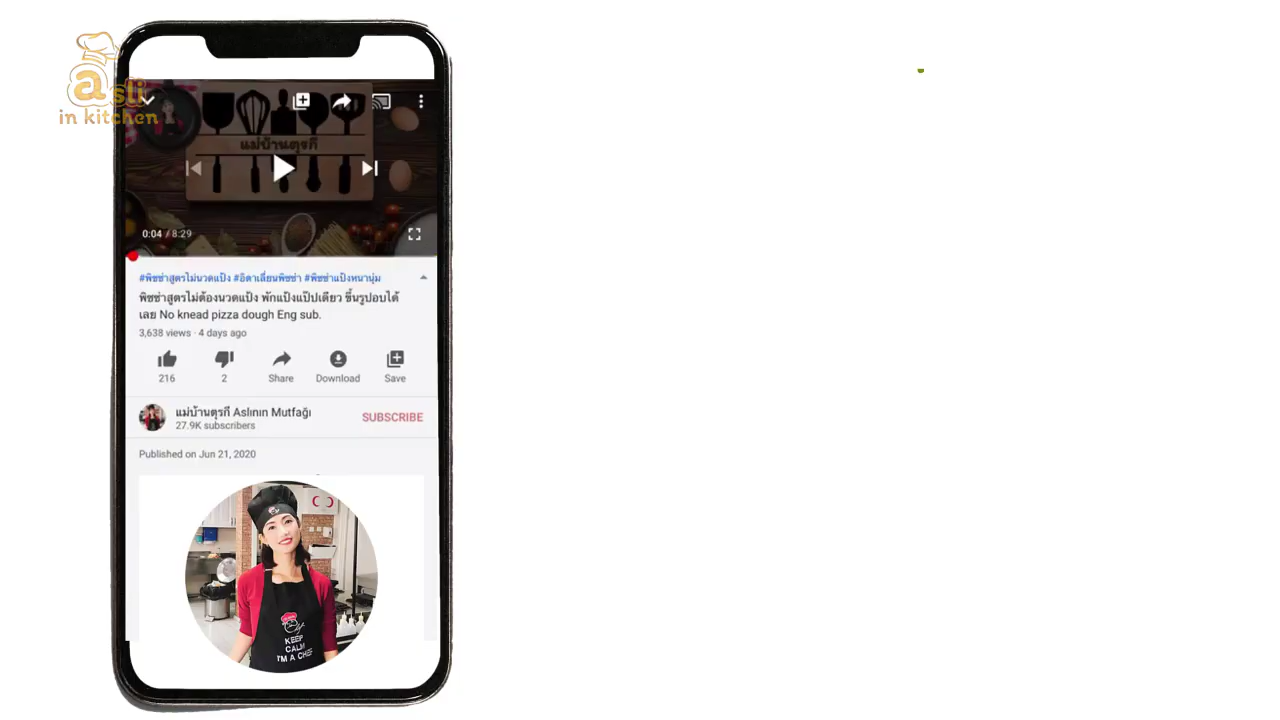 asli
in kitchen
แม่บ้านตุรกี
0:04 / 8:29
#พิซซ่าสูตรไม่นวดแป้ง #อิตาเลี่ยนพิซซ่า #พิซซ่าแป้งหนานุ่ม
พิซซ่าสูตรไม่ต้องนวดแป้ง พักแป้งแป๊ปเดียว ขึ้นรูปอบได้
เลย No knead pizza dough Eng sub.
3,638 views · 4 days ago
216
2
Share
Download
Save
แม่บ้านตุรกี Aslının Mutfağı
SUBSCRIBE
27.9K subscribers
Published on Jun 21, 2020
Chef
KEEP
CALM
I'M A CHEF